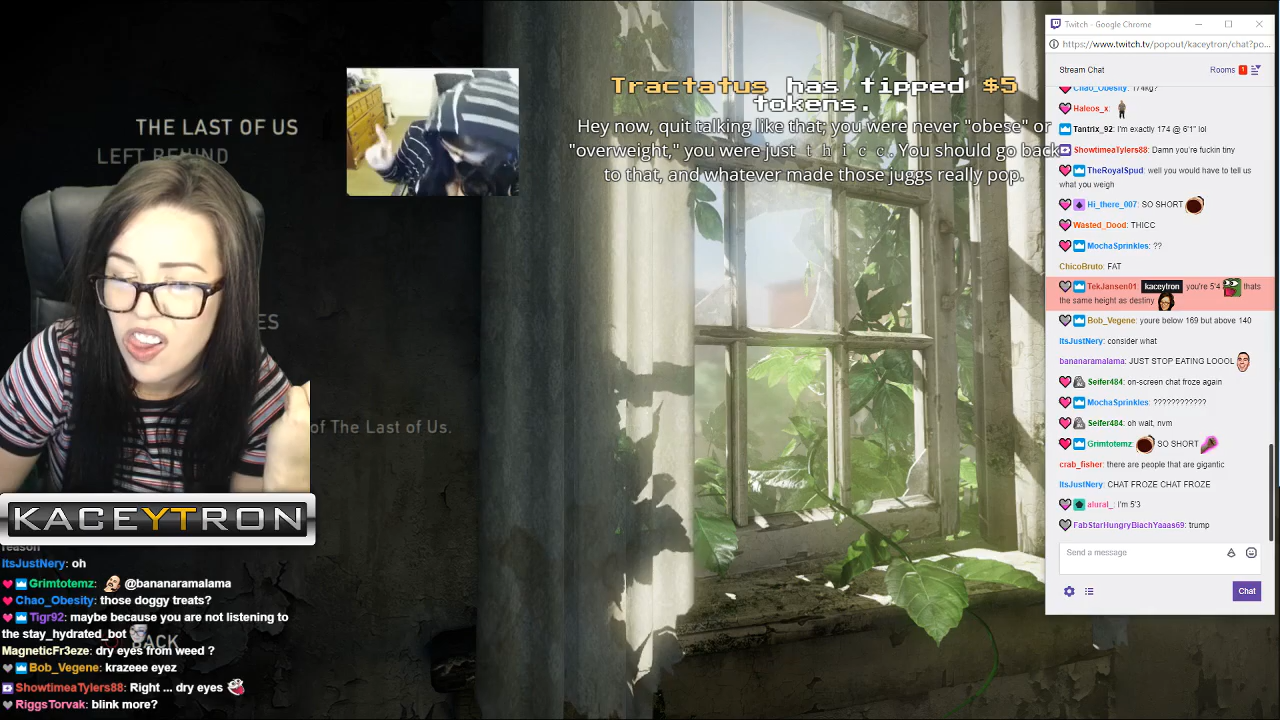 THE LAST OF US
LEFT BEHIND
ES
of The Last of Us.
BACK
Tractatus has tipped $5
tokens.
Hey now, quit talking like that; you were never "obese" or
"overweight," you were just t h i c c. You should go back
to that, and whatever made those juggs really pop.
KACEYTRON
reason
ItsJustNery: oh
Grimtotemz: @bananaramalama
Chao_Obesity: those doggy treats?
Tigr92: maybe because you are not listening to
the stay_hydrated_bot
MagneticFr3eze: dry eyes from weed ?
Bob_Vegene: krazeee eyez
ShowtimeaTylers88: Right ... dry eyes
RiggsTorvak: blink more?
Twitch - Google Chrome
https://www.twitch.tv/popout/kaceytron/chat?po...
Stream Chat
Rooms 1
Chao_Obesity: 174kg?
Haleos_x:
Tantrix_92: I'm exactly 174 @ 6'1" lol
ShowtimeaTylers88: Damn you're fuckin tiny
TheRoyalSpud: well you would have to tell us
what you weigh
Hi_there_007: SO SHORT
Wasted_Dood: THICC
MochaSprinkles: ??
ChicoBruto: FAT
TekJansen01: kaceytron you're 5'4 thats
the same height as destiny
Bob_Vegene: youre below 169 but above 140
ItsJustNery: consider what
bananaramalama: JUST STOP EATING LOOOL
Seifer484: on-screen chat froze again
MochaSprinkles: ????????????
Seifer484: oh wait, nvm
Grimtotemz: SO SHORT
crab_fisher: there are people that are gigantic
ItsJustNery: CHAT FROZE CHAT FROZE
alural_: I'm 5'3
FabStarHungryBiachYaaas69: trump
Send a message
Chat